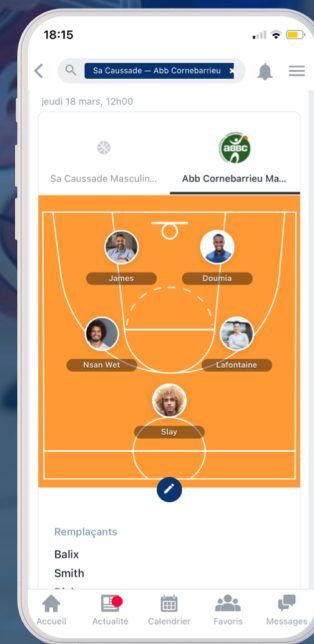 18:15
Sa Caussade — Abb Cornebarrieu ×
jeudi 18 mars, 12h00
ABBC
Sa Caussade Masculin... Abb Cornebarrieu Ma...
James Doumia
Nsan Wet Lafontaine
Slay
Remplaçants
Balix
Smith
Accueil Actualité Calendrier Favoris Messages